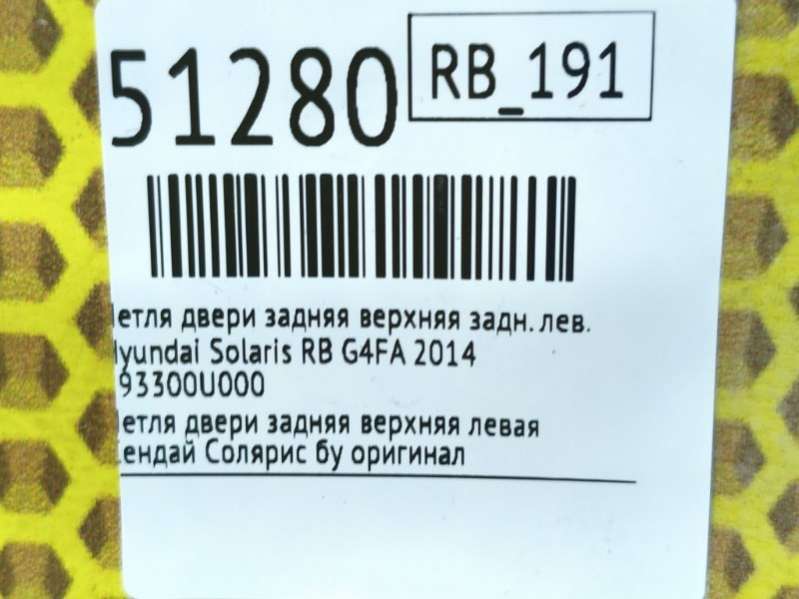 51280
RB_191
етля двери задняя верхняя задн. лев.
yundai Solaris RB G4FA 2014
93300U000
етля двери задняя верхняя левая
ендай Солярис бу оригинал